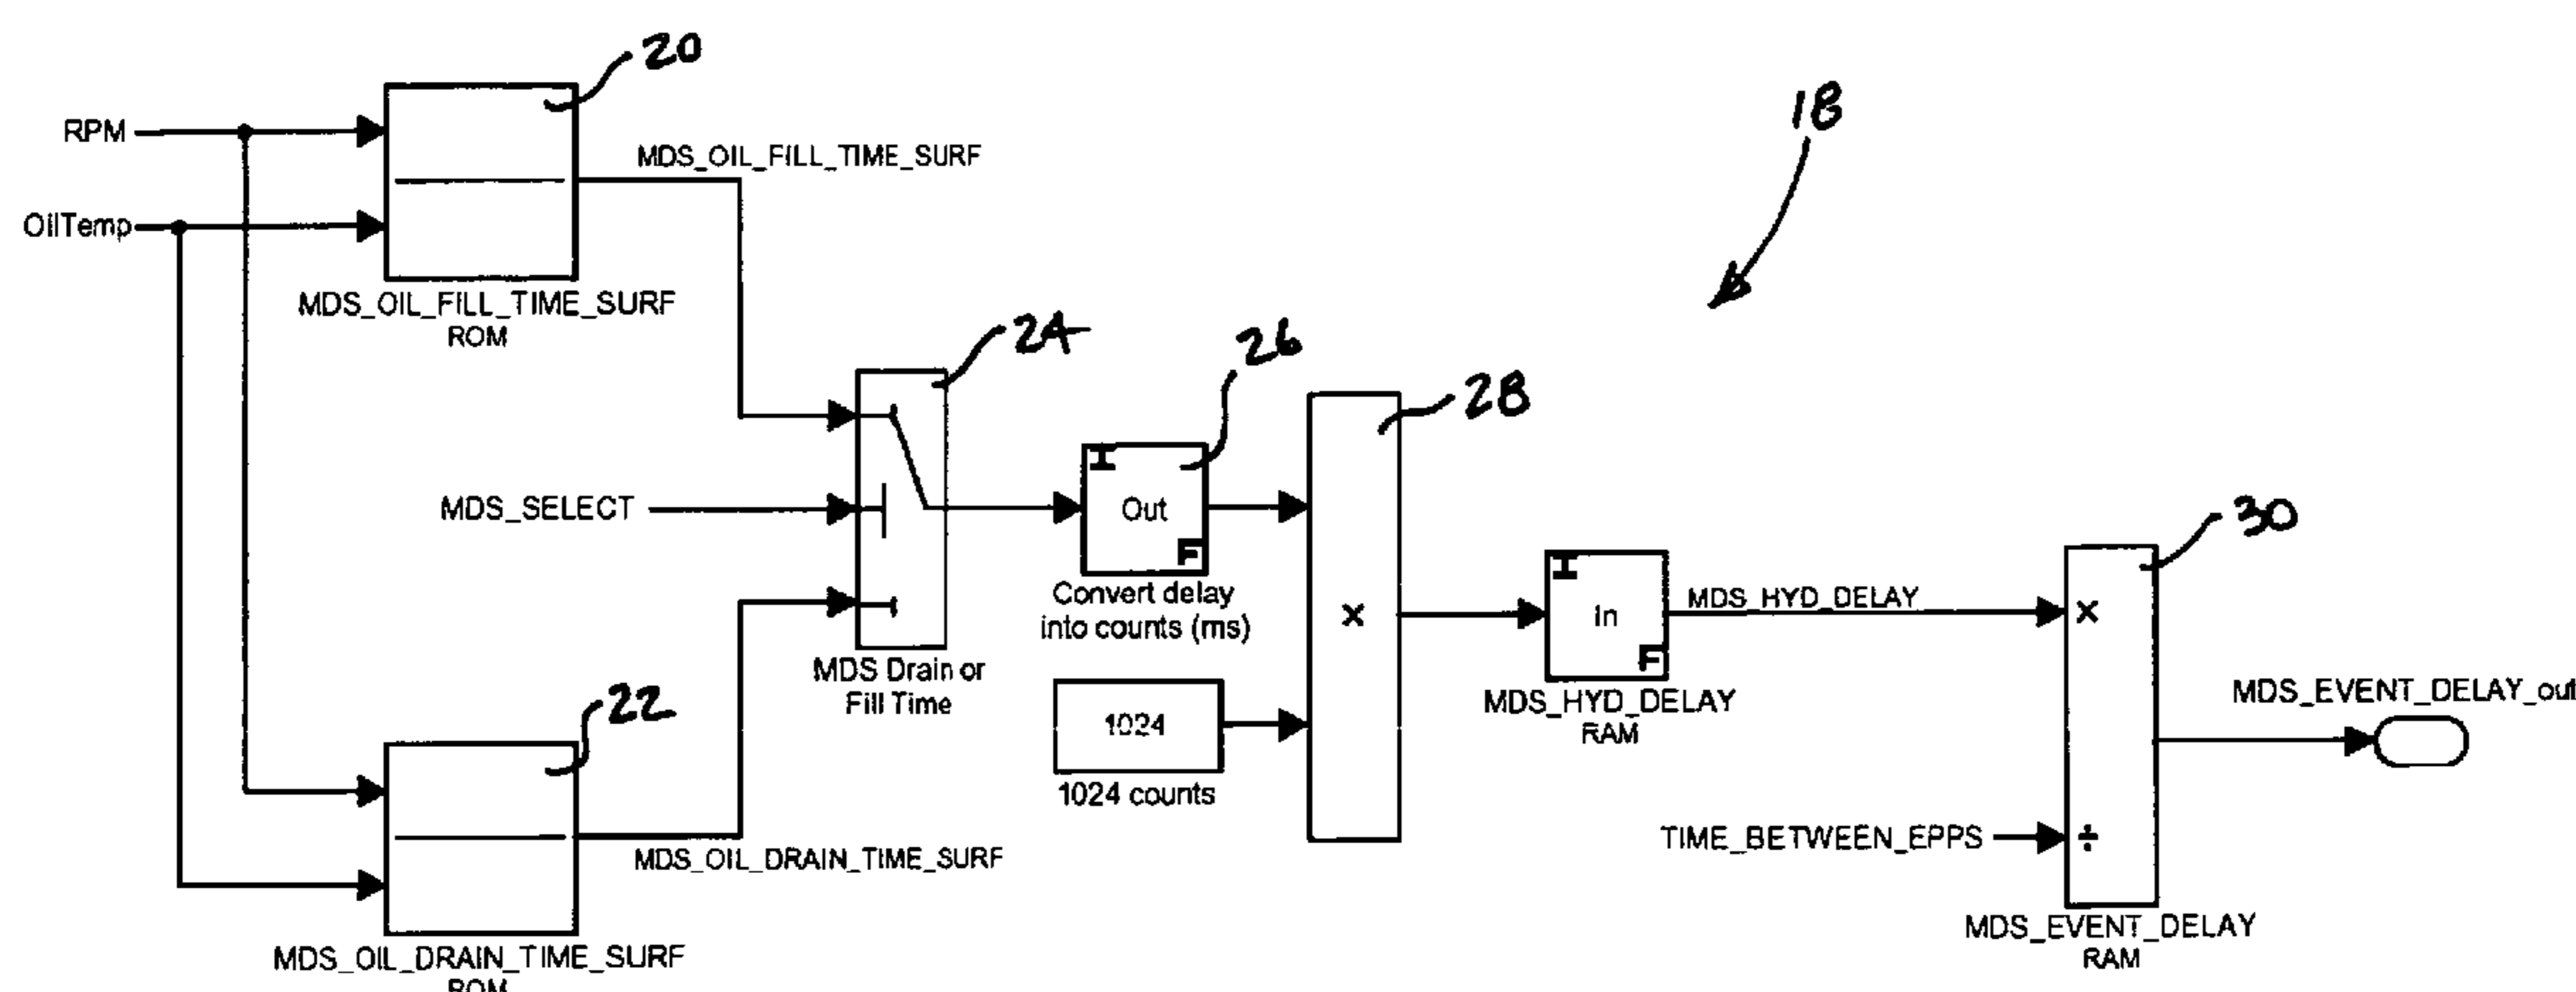 20
RPM
MDS_OIL_FILL_TIME_SURF
18
OilTemp
MDS_OIL_FILL_TIME_SURF
ROM
24
26
28
MDS_SELECT
I
Out
F
Convert delay
into counts (ms)
x
30
I
In
F
MDS_HYD_DELAY
x
MDS_HYD_DELAY
RAM
MDS Drain or
Fill Time
22
1024
1024 counts
MDS_EVENT_DELAY_out
TIME_BETWEEN_EPPS
÷
MDS_OIL_DRAIN_TIME_SURF
MDS_EVENT_DELAY
RAM
MDS_OIL_DRAIN_TIME_SURF
ROM